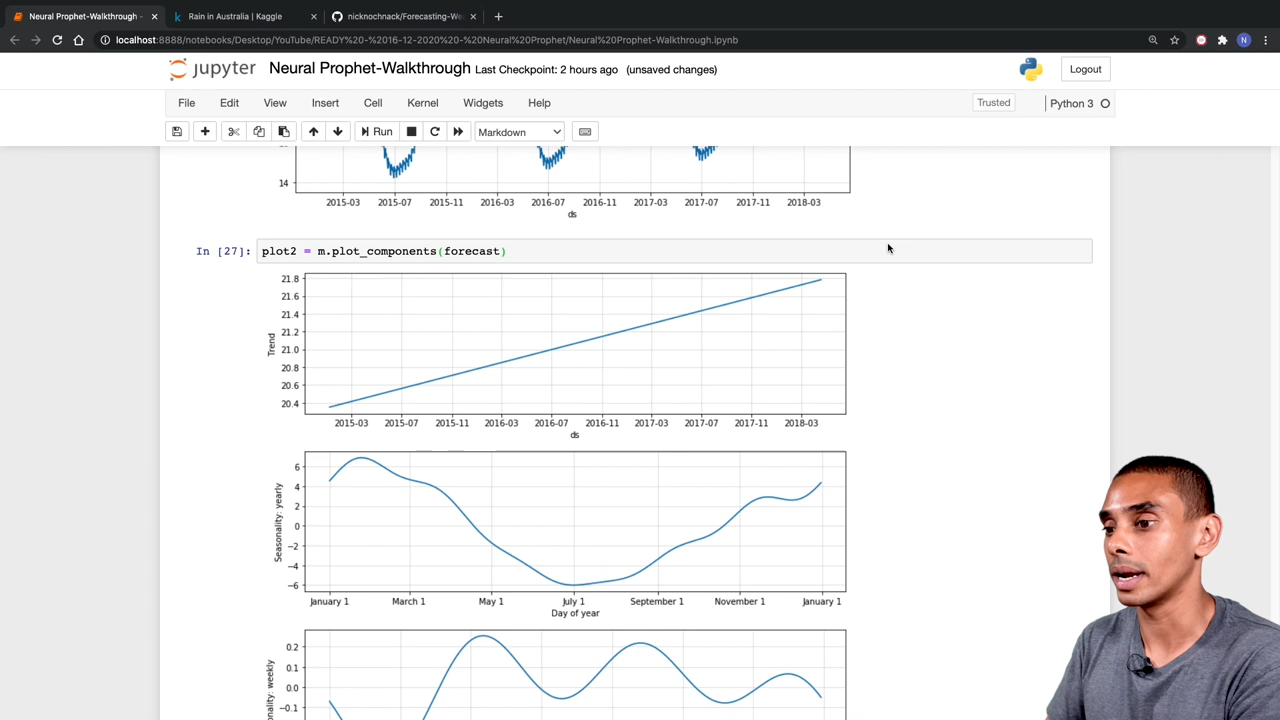 Neural Prophet-Walkthrough -
Rain in Australia | Kaggle
nicknochnack/Forecasting-We
localhost:8888/notebooks/Desktop/YouTube/READY%20-%2016-12-2020%20-%20Neural%20Prophet/Neural%20Prophet-Walkthrough.ipynb
N
jupyter Neural Prophet-Walkthrough Last Checkpoint: 2 hours ago (unsaved changes)
Logout
File Edit View Insert Cell Kernel Widgets Help
Trusted
Python 3
Run
Markdown
14
2015-03 2015-07 2015-11 2016-03 2016-07 2016-11 2017-03 2017-07 2017-11 2018-03
ds
In [27]: plot2 = m.plot_components(forecast)
21.8
21.6
21.4
21.2
21.0
20.8
20.6
20.4
Trend
2015-03 2015-07 2015-11 2016-03 2016-07 2016-11 2017-03 2017-07 2017-11 2018-03
ds
6
4
2
0
−2
−4
−6
Seasonality: yearly
January 1 March 1 May 1 July 1 September 1 November 1 January 1
Day of year
0.2
0.1
0.0
−0.1
nality: weekly